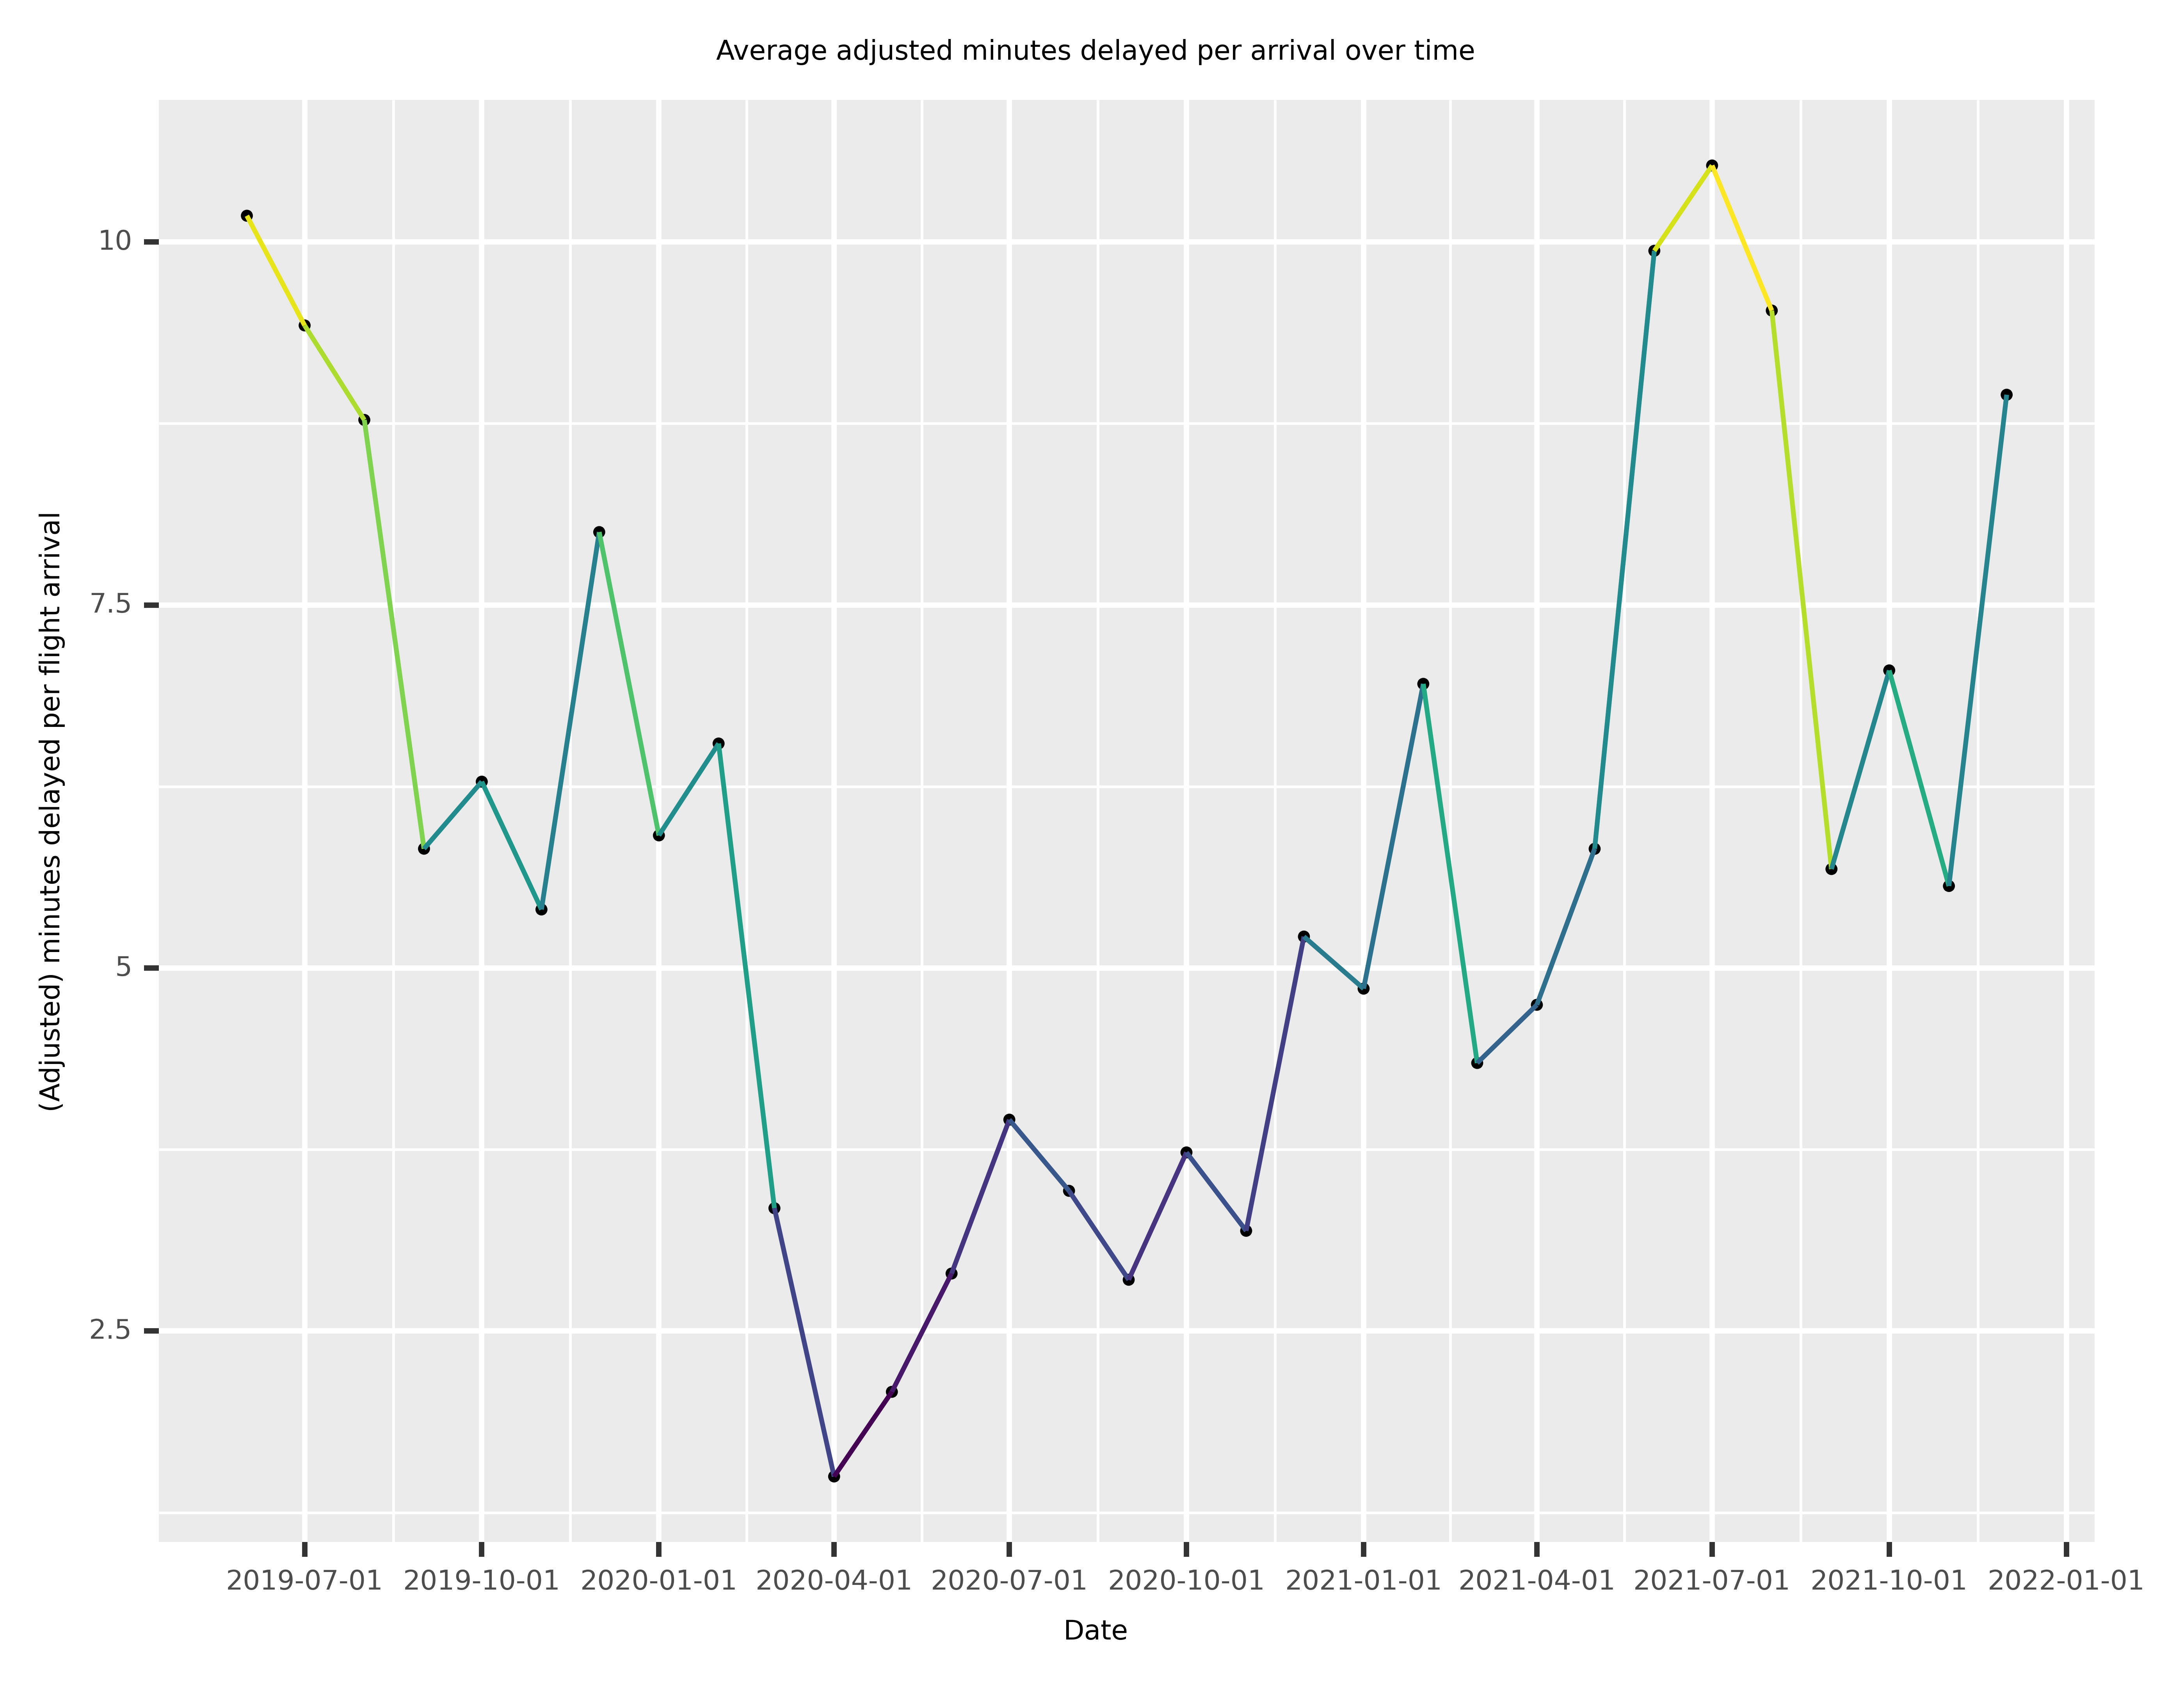 Average adjusted minutes delayed per arrival over time
(Adjusted) minutes delayed per flight arrival
10
7.5
5
2.5
2019-07-01 2019-10-01 2020-01-01 2020-04-01 2020-07-01 2020-10-01 2021-01-01 2021-04-01 2021-07-01 2021-10-01 2022-01-01
Date